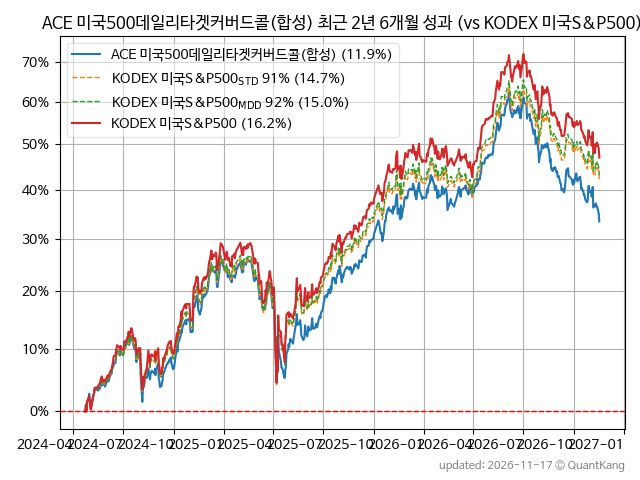 ACE 미국500데일리타겟커버드콜(합성) 최근 2년 6개월 성과 (vs KODEX 미국S&P500)
ACE 미국500데일리타겟커버드콜(합성) (11.9%)
KODEX 미국S&P500STD 91% (14.7%)
KODEX 미국S&P500MDD 92% (15.0%)
KODEX 미국S&P500 (16.2%)
70%
60%
50%
40%
30%
20%
10%
0%
2024-04 2024-07 2024-10 2025-01 2025-04 2025-07 2025-10 2026-01 2026-04 2026-07 2026-10 2027-01
updated: 2026-11-17 © QuantKang